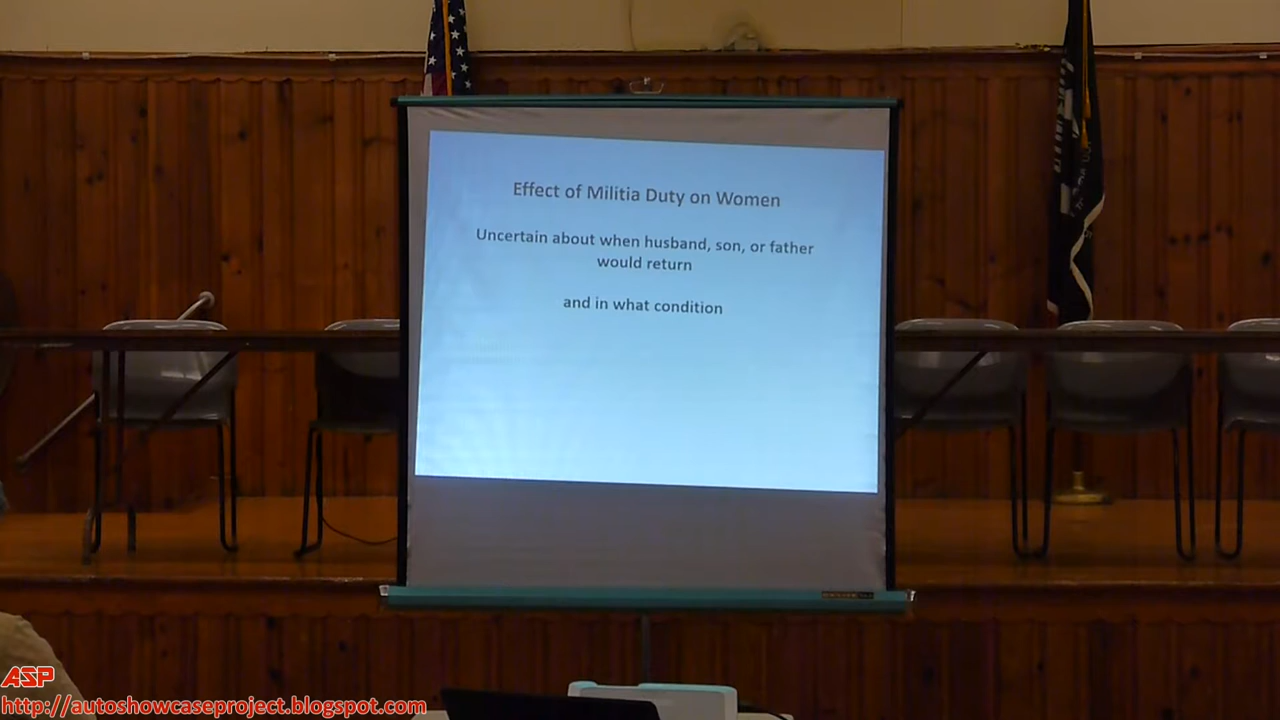 Effect of Militia Duty on Women
Uncertain about when husband, son, or father
would return
and in what condition
ASP
http://autoshowcaseproject.blogspot.com